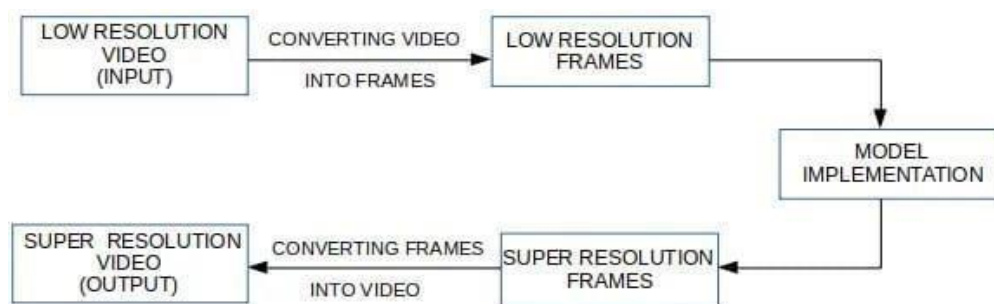 LOW RESOLUTION
VIDEO
(INPUT)
CONVERTING VIDEO
INTO FRAMES
LOW RESOLUTION
FRAMES
MODEL
IMPLEMENTATION
SUPER RESOLUTION
FRAMES
CONVERTING FRAMES
INTO VIDEO
SUPER RESOLUTION
VIDEO
(OUTPUT)